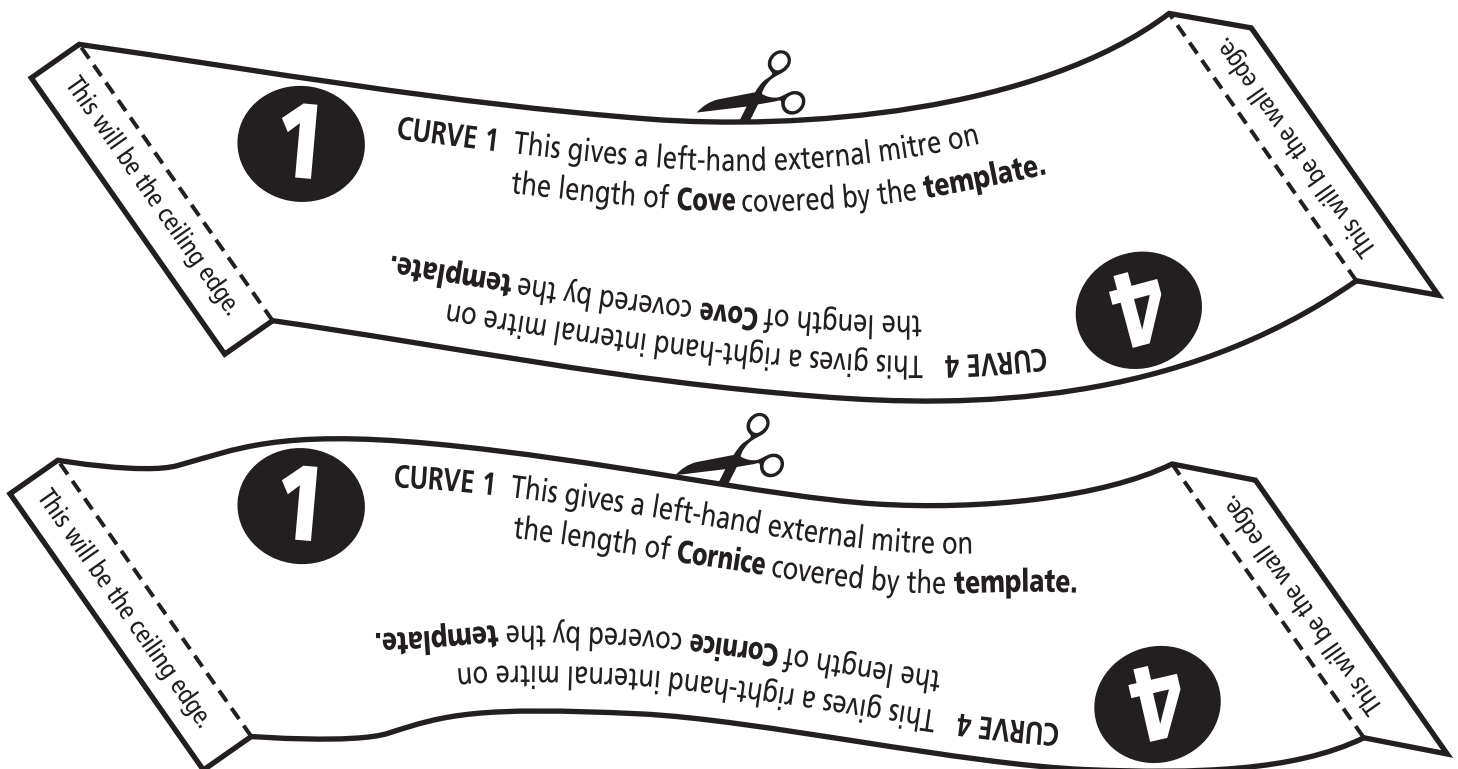 This will be the ceiling edge.
1
CURVE 1 This gives a left-hand external mitre on
the length of Cove covered by the template.
This will be the wall edge.
4
CURVE 4 This gives a right-hand internal mitre on
the length of Cove covered by the template.
This will be the ceiling edge.
1
CURVE 1 This gives a left-hand external mitre on
the length of Cornice covered by the template.
This will be the wall edge.
4
CURVE 4 This gives a right-hand internal mitre on
the length of Cornice covered by the template.